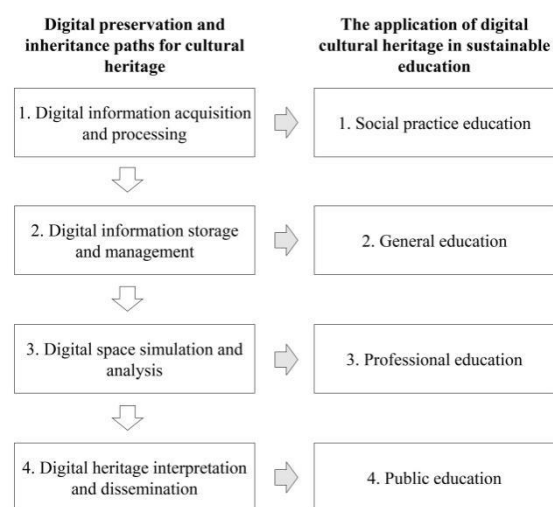 Digital preservation and
inheritance paths for cultural
heritage
The application of digital
cultural heritage in sustainable
education
1. Digital information acquisition
and processing
1. Social practice education
2. Digital information storage
and management
2. General education
3. Digital space simulation and
analysis
3. Professional education
4. Digital heritage interpretation
and dissemination
4. Public education